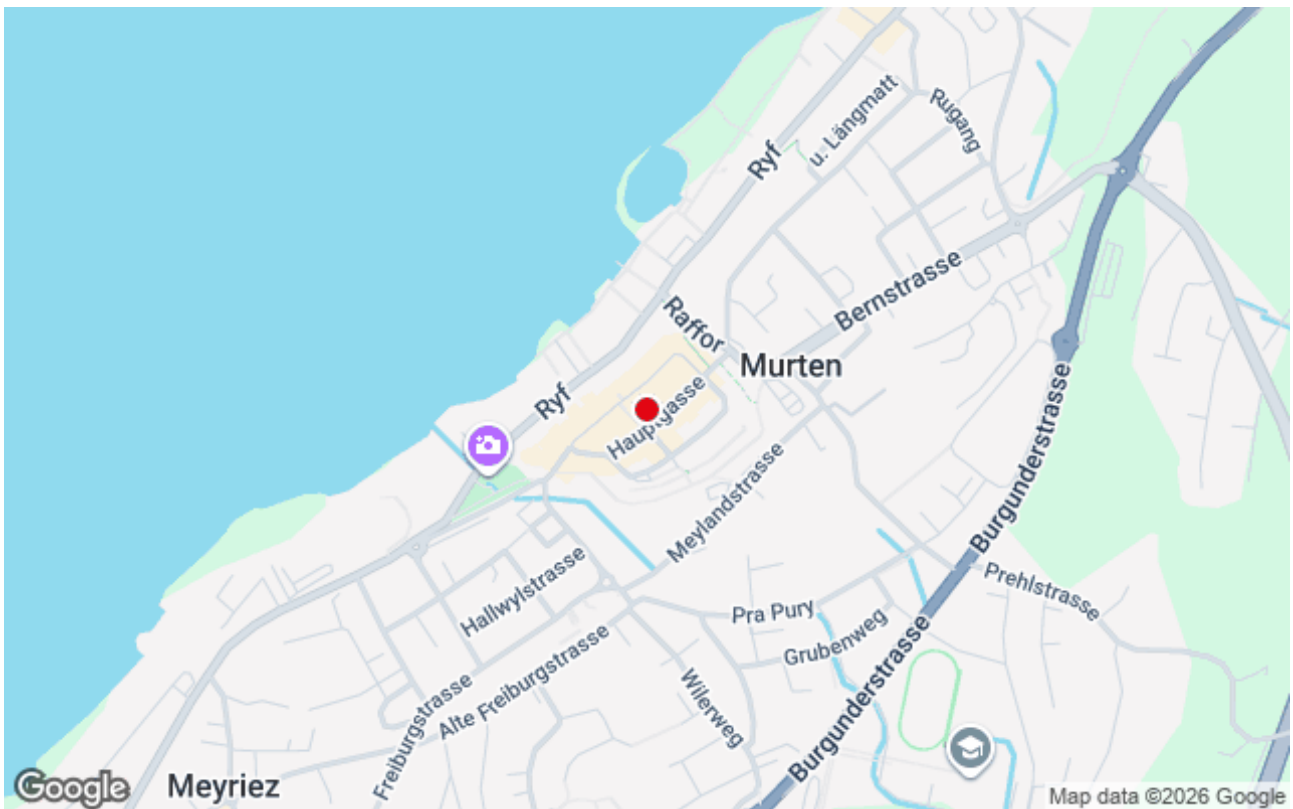 Rugang
u. Längmatt
Ryf
Bernstrasse
Raffor
Murten
Ryf
Hauptgasse
Burgunderstrasse
Meylandstrasse
Prehlstrasse
Hallwylstrasse
Pra Pury
Grubenweg
Alte Freiburgstrasse
Freiburgstrasse
Wilerweg
Burgunderstrasse
Meyriez
Google
Map data ©2026 Google